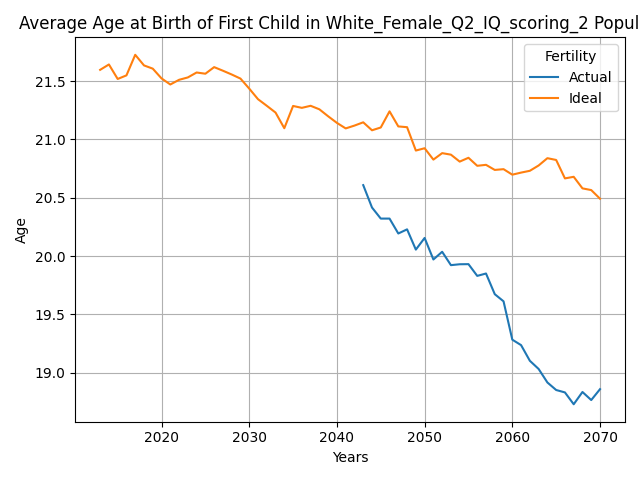 Average Age at Birth of First Child in White_Female_Q2_IQ_scoring_2 Popul
Fertility
Actual
Ideal
21.5
21.0
20.5
20.0
19.5
19.0
Age
2020 2030 2040 2050 2060 2070
Years